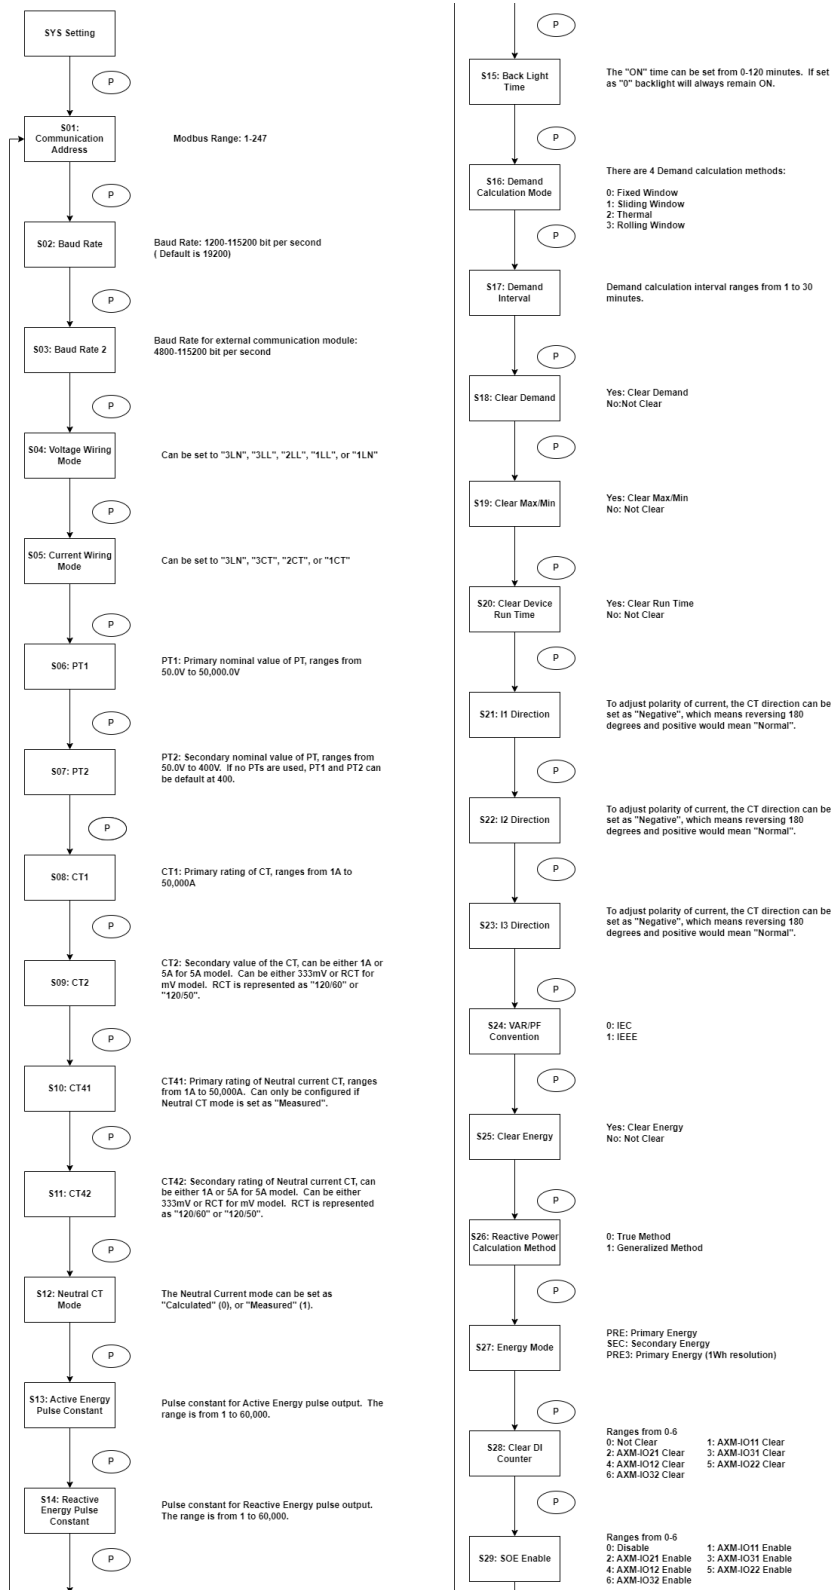 SYS Setting
P
S01:
Communication
Address
Modbus Range: 1-247
P
S02: Baud Rate
Baud Rate: 1200-115200 bit per second
( Default is 19200)
P
S03: Baud Rate 2
Baud Rate for external communication module:
4800-115200 bit per second
P
S04: Voltage Wiring
Mode
Can be set to "3LN", "3LL", "2LL", "1LL", or "1LN"
P
S05: Current Wiring
Mode
Can be set to "3LN", "3CT", "2CT", or "1CT"
P
S06: PT1
PT1: Primary nominal value of PT, ranges from
50.0V to 50,000.0V
P
S07: PT2
PT2: Secondary nominal value of PT, ranges from
50.0V to 400V. If no PTs are used, PT1 and PT2 can
be default at 400.
P
S08: CT1
CT1: Primary rating of CT, ranges from 1A to
50,000A
P
S09: CT2
CT2: Secondary value of the CT, can be either 1A or
5A for 5A model. Can be either 333mV or RCT for
mV model. RCT is represented as "120/60" or
"120/50".
P
S10: CT41
CT41: Primary rating of Neutral current CT, ranges
from 1A to 50,000A. Can only be configured if
Neutral CT mode is set as "Measured".
P
S11: CT42
CT42: Secondary rating of Neutral current CT, can
be either 1A or 5A for 5A model. Can be either
333mV or RCT for mV model. RCT is represented
as "120/60" or "120/50".
P
S12: Neutral CT
Mode
The Neutral Current mode can be set as
"Calculated" (0), or "Measured" (1).
P
S13: Active Energy
Pulse Constant
Pulse constant for Active Energy pulse output. The
range is from 1 to 60,000.
P
S14: Reactive
Energy Pulse
Constant
Pulse constant for Reactive Energy pulse output.
The range is from 1 to 60,000.
P
P
S15: Back Light
Time
The "ON" time can be set from 0-120 minutes. If set
as "0" backlight will always remain ON.
P
S16: Demand
Calculation Mode
There are 4 Demand calculation methods:
0: Fixed Window
1: Sliding Window
2: Thermal
3: Rolling Window
P
S17: Demand
Interval
Demand calculation interval ranges from 1 to 30
minutes.
P
S18: Clear Demand
Yes: Clear Demand
No:Not Clear
P
S19: Clear Max/Min
Yes: Clear Max/Min
No: Not Clear
P
S20: Clear Device
Run Time
Yes: Clear Run Time
No: Not Clear
P
S21: I1 Direction
To adjust polarity of current, the CT direction can be
set as "Negative", which means reversing 180
degrees and positive would mean "Normal".
P
S22: I2 Direction
To adjust polarity of current, the CT direction can be
set as "Negative", which means reversing 180
degrees and positive would mean "Normal".
P
S23: I3 Direction
To adjust polarity of current, the CT direction can be
set as "Negative", which means reversing 180
degrees and positive would mean "Normal".
P
S24: VAR/PF
Convention
0: IEC
1: IEEE
P
S25: Clear Energy
Yes: Clear Energy
No: Not Clear
P
S26: Reactive Power
Calculation Method
0: True Method
1: Generalized Method
P
S27: Energy Mode
PRE: Primary Energy
SEC: Secondary Energy
PRE3: Primary Energy (1Wh resolution)
P
S28: Clear DI
Counter
Ranges from 0-6
0: Not Clear 1: AXM-IO11 Clear
2: AXM-IO21 Clear 3: AXM-IO31 Clear
4: AXM-IO12 Clear 5: AXM-IO22 Clear
6: AXM-IO32 Clear
P
S29: SOE Enable
Ranges from 0-6
0: Disable 1: AXM-IO11 Enable
2: AXM-IO21 Enable 3: AXM-IO31 Enable
4: AXM-IO12 Enable 5: AXM-IO22 Enable
6: AXM-IO32 Enable